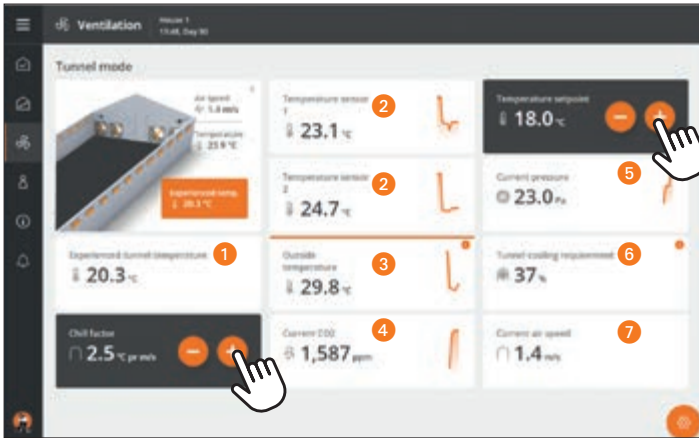 Ventilation
House 1
15:48, Day 90
Tunnel mode
Air speed
1.4 m/s
Temperature
23.9 °C
Experienced temp.
20.3 °C
Temperature sensor 2
1
23.1 °C
Temperature setpoint
18.0 °C
Temperature sensor 2
2
24.7 °C
Current pressure 5
23.0 Pa
Experienced tunnel temperature 1
20.3 °C
Outside 3
temperature
29.8 °C
Tunnel cooling requirement 6
37 %
Chill factor
2.5 °C pr m/s
Current CO2 4
1,587 ppm
Current air speed 7
1.4 m/s